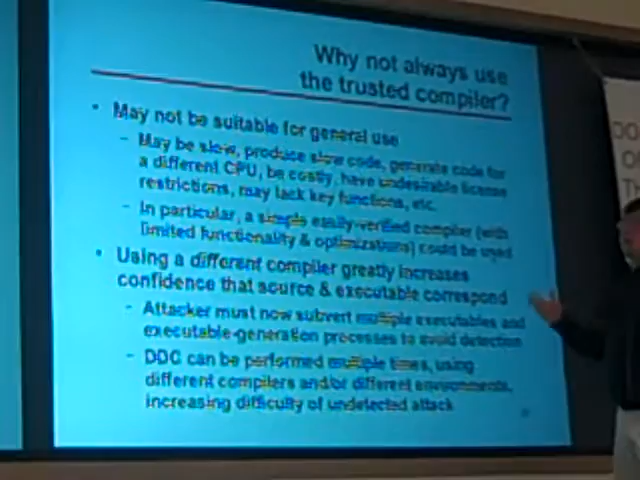 Why not always use
the trusted compiler?
• May not be suitable for general use
– May be slow, produce slow code, generate code for
a different CPU, be costly, have undesirable license
restrictions, may lack key functions, etc.
– In particular, a simple easily-verified compiler (with
limited functionality & optimizations) could be used
• Using a different compiler greatly increases
confidence that source & executable correspond
– Attacker must now subvert multiple executables and
executable-generation processes to avoid detection
– DDC can be performed multiple times, using
different compilers and/or different environments,
increasing difficulty of undetected attack